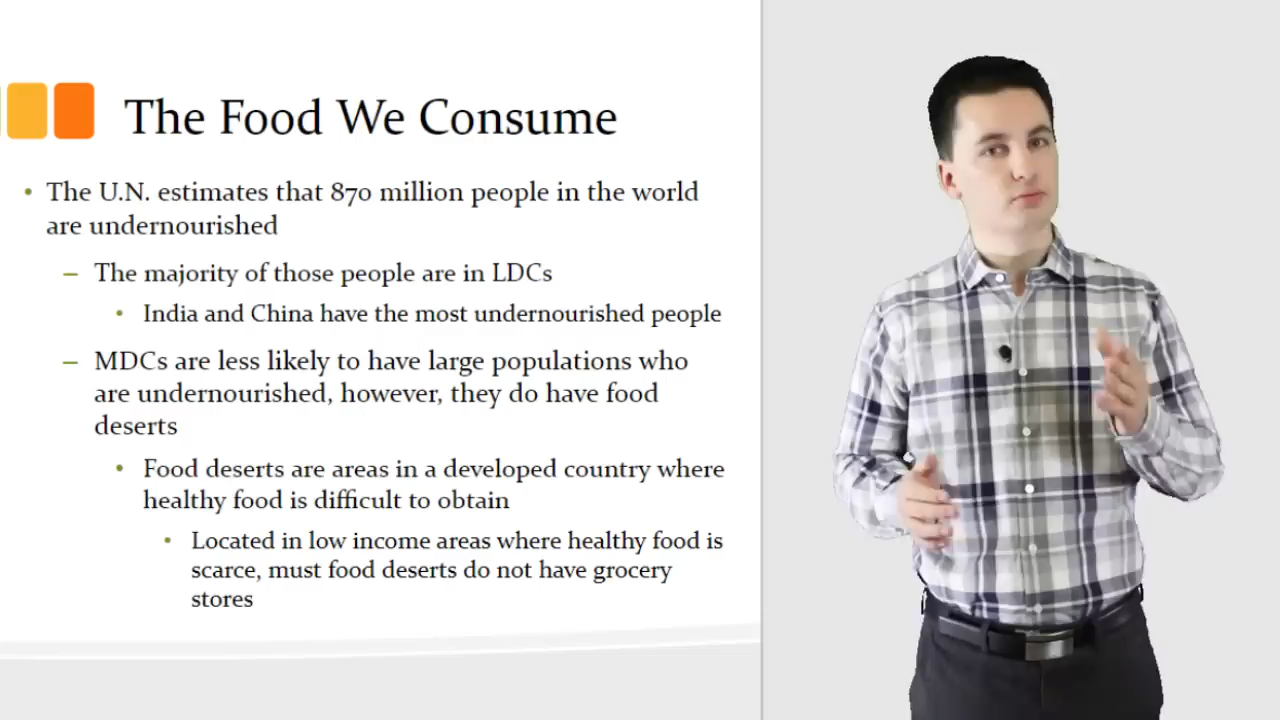 The Food We Consume
• The U.N. estimates that 870 million people in the world
are undernourished
– The majority of those people are in LDCs
• India and China have the most undernourished people
– MDCs are less likely to have large populations who
are undernourished, however, they do have food
deserts
• Food deserts are areas in a developed country where
healthy food is difficult to obtain
• Located in low income areas where healthy food is
scarce, must food deserts do not have grocery
stores